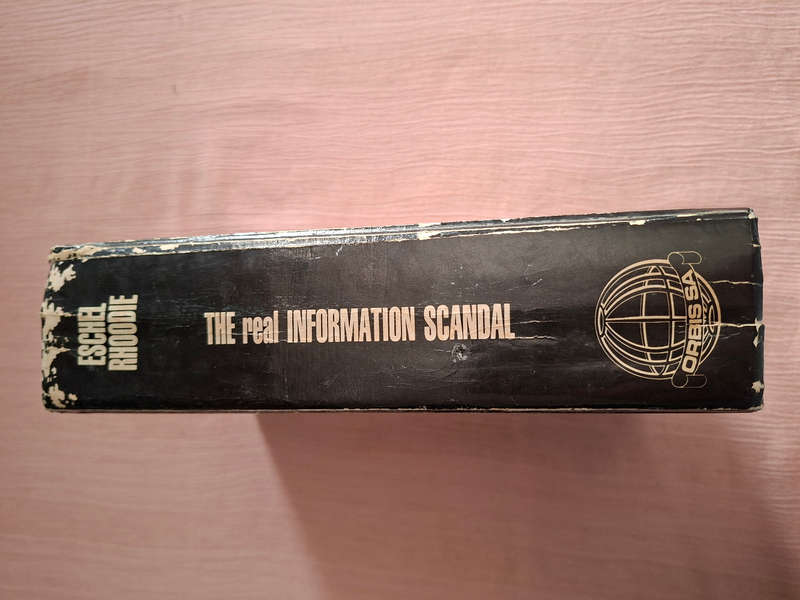 ESCHEL
RHOODIE
THE real INFORMATION SCANDAL
ORBIS SA